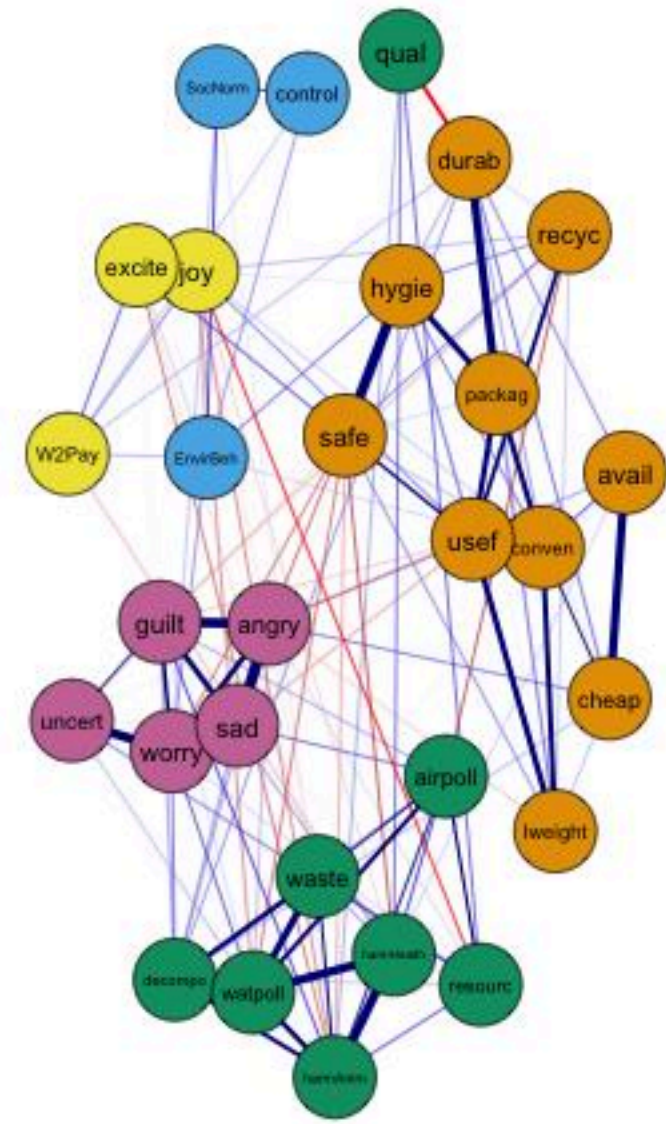 qual
SocNorm
control
durab
recyc
excite
joy
hygie
packag
safe
W2Pay
EnvirBeh
avail
usef
conven
guilt
angry
cheap
uncert
worry
sad
airpoll
lweight
waste
decompo
watpoll
resourc